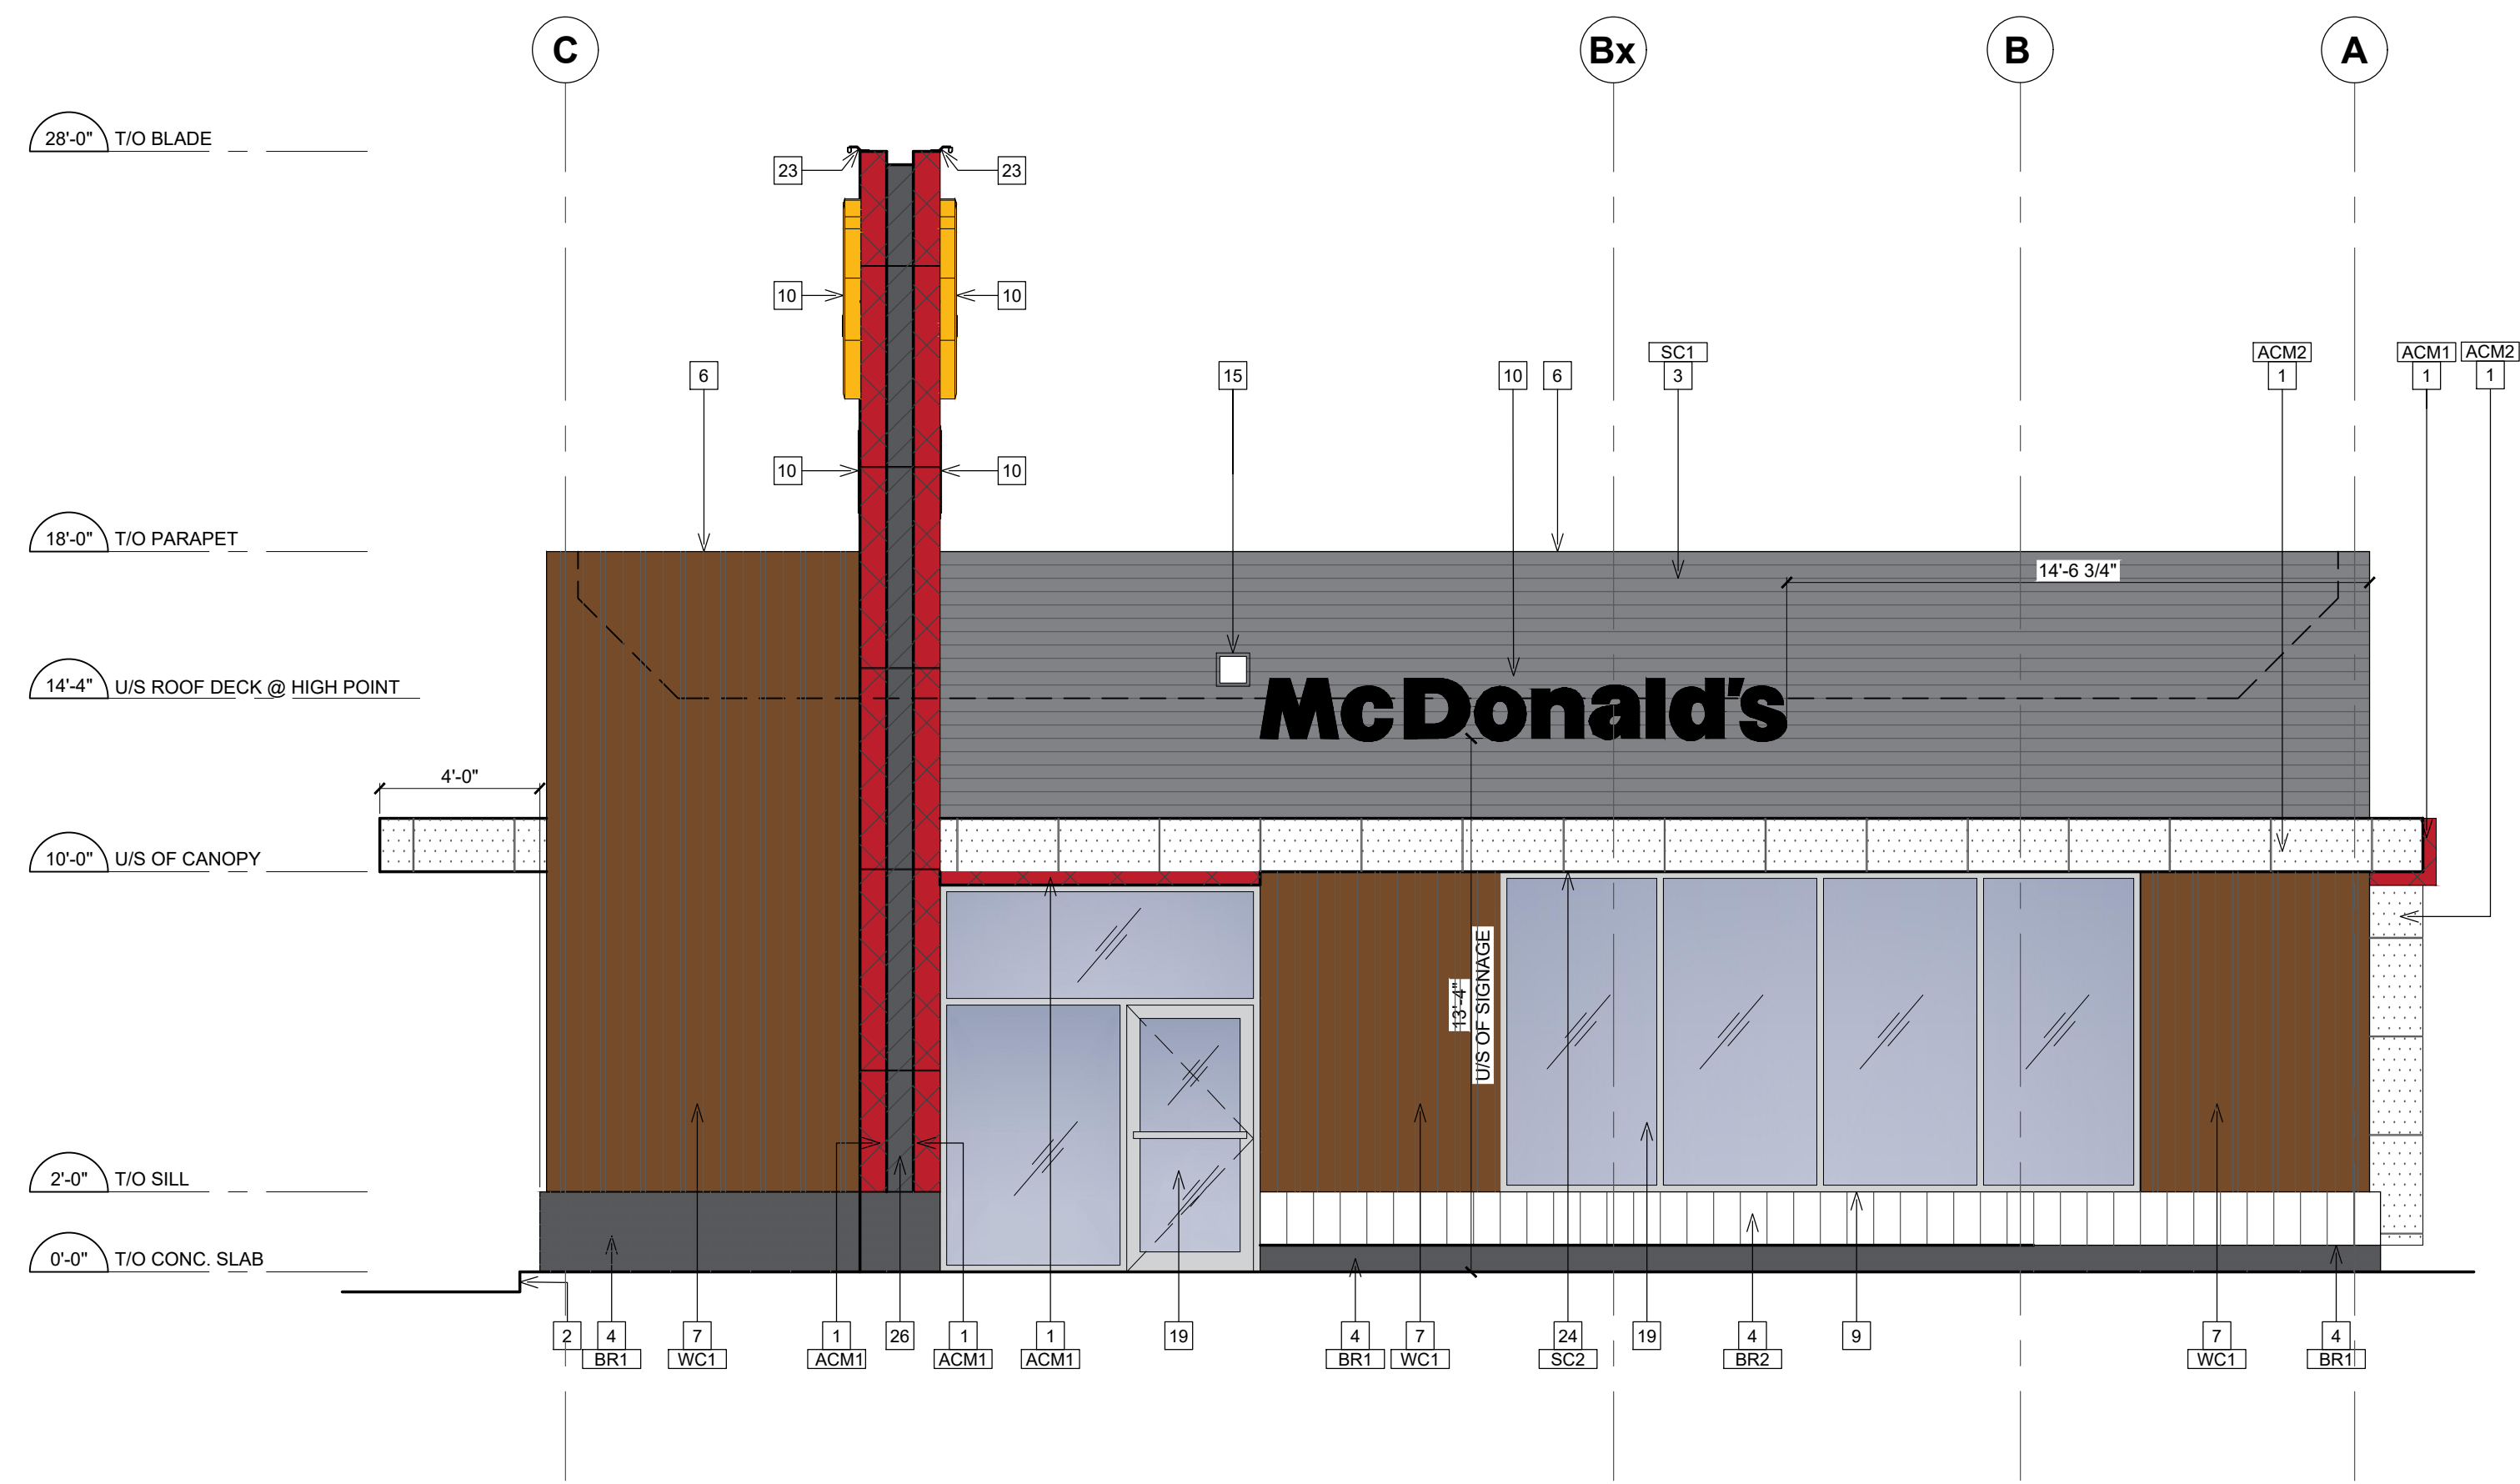 C
Bx
B
A
28'-0" T/O BLADE
23
23
10
10
6
15
10
6
SC1
3
ACM2
1
ACM1
1
ACM2
1
10
10
18'-0" T/O PARAPET
14'-6 3/4"
14'-4" U/S ROOF DECK @ HIGH POINT
McDonald's
4'-0"
10'-0" U/S OF CANOPY
13'-4"
U/S OF SIGNAGE
2'-0" T/O SILL
0'-0" T/O CONC. SLAB
2
4
BR1
7
WC1
1
ACM1
26
1
ACM1
1
ACM1
19
4
BR1
7
WC1
24
SC2
19
4
BR2
9
7
WC1
4
BR1